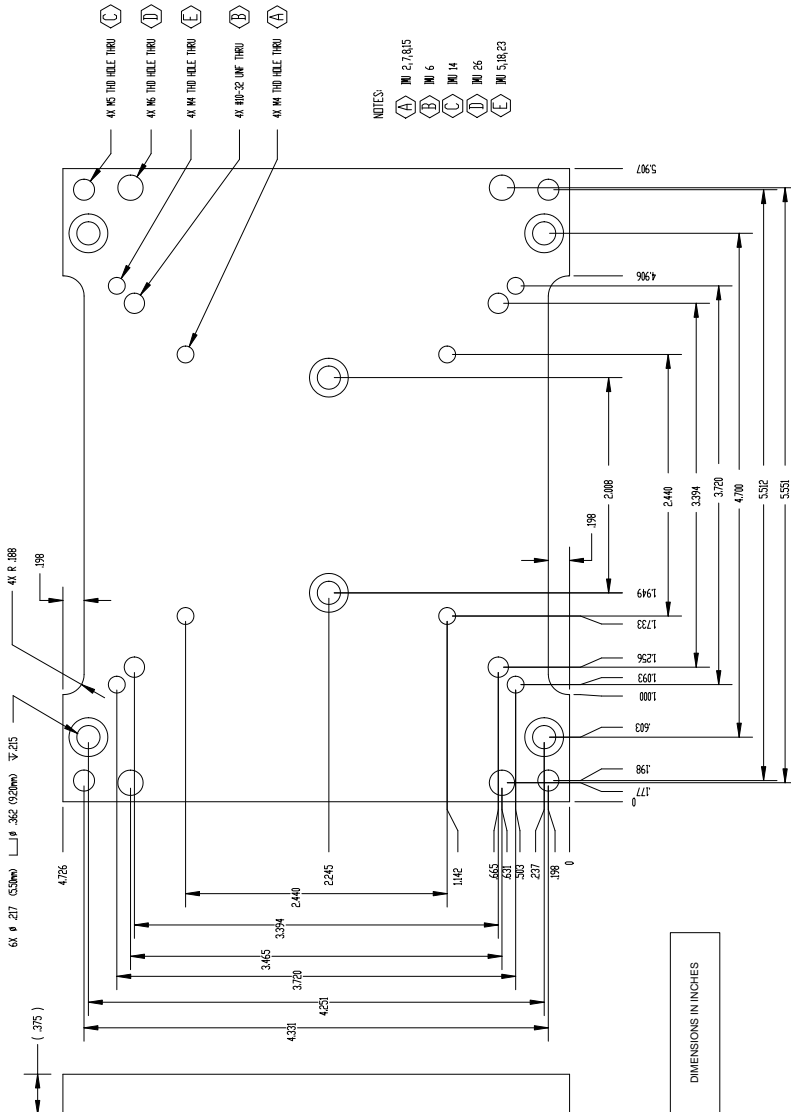 6X ø .217 (5.50mm) ⌴ ø .362 (9.20mm) ↧ .215
4X R .188
.198
4X M5 THD HOLE THRU C
4X M6 THD HOLE THRU D
4X M4 THD HOLE THRU E
4X #10-32 UNF THRU B
4X M4 THD HOLE THRU A
NOTES:
A IMU 2,7,8,15
B IMU 6
C IMU 14
D IMU 26
E IMU 5,18,23
( .375 )
4.726
2.245
1.142
.665
.631
.503
.237
.198
0
2.440
3.394
3.465
3.720
4.251
4.331
0
.177
.198
.603
1.000
1.093
1.256
1.733
1.949
4.906
5.907
.198
2.008
2.440
3.394
3.720
4.700
5.512
5.551
DIMENSIONS IN INCHES